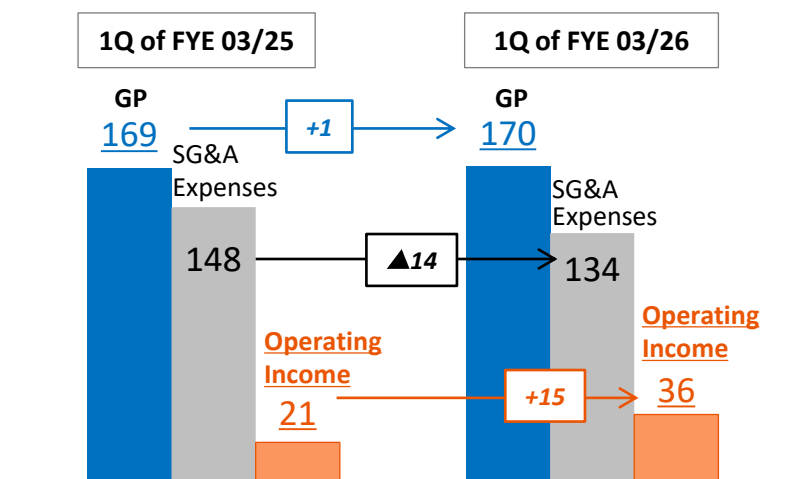 1Q of FYE 03/25
1Q of FYE 03/26
GP
169
+1
GP
170
SG&A
Expenses
SG&A
Expenses
148
▲14
134
Operating
Income
21
+15
Operating
Income
36